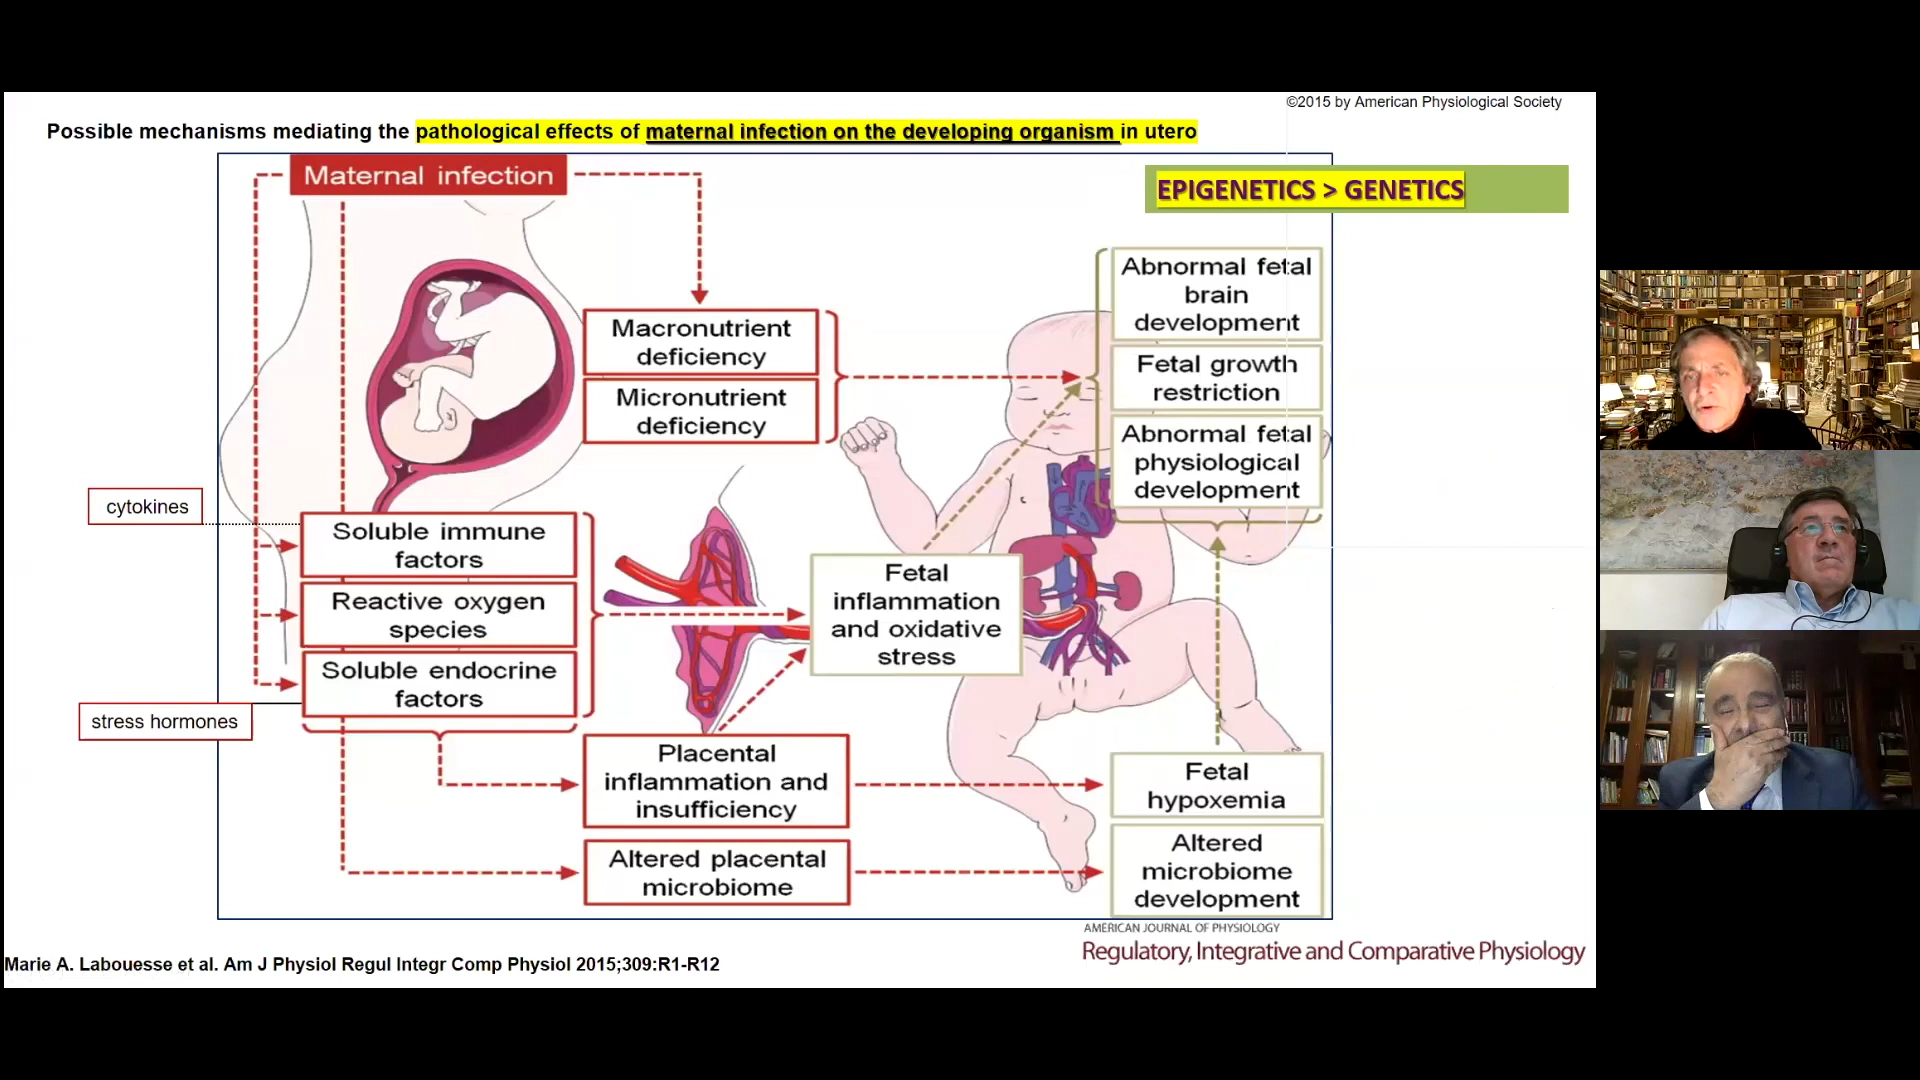 ©2015 by American Physiological Society
Possible mechanisms mediating the pathological effects of maternal infection on the developing organism in utero
Maternal infection
EPIGENETICS > GENETICS
Abnormal fetal
brain
development
Macronutrient
deficiency
Fetal growth
restriction
Micronutrient
deficiency
Abnormal fetal
physiological
development
cytokines
Soluble immune
factors
Reactive oxygen
species
Soluble endocrine
factors
stress hormones
Fetal
inflammation
and oxidative
stress
Placental
inflammation and
insufficiency
Fetal
hypoxemia
Altered placental
microbiome
Altered
microbiome
development
AMERICAN JOURNAL OF PHYSIOLOGY
Regulatory, Integrative and Comparative Physiology
Marie A. Labouesse et al. Am J Physiol Regul Integr Comp Physiol 2015;309:R1-R12